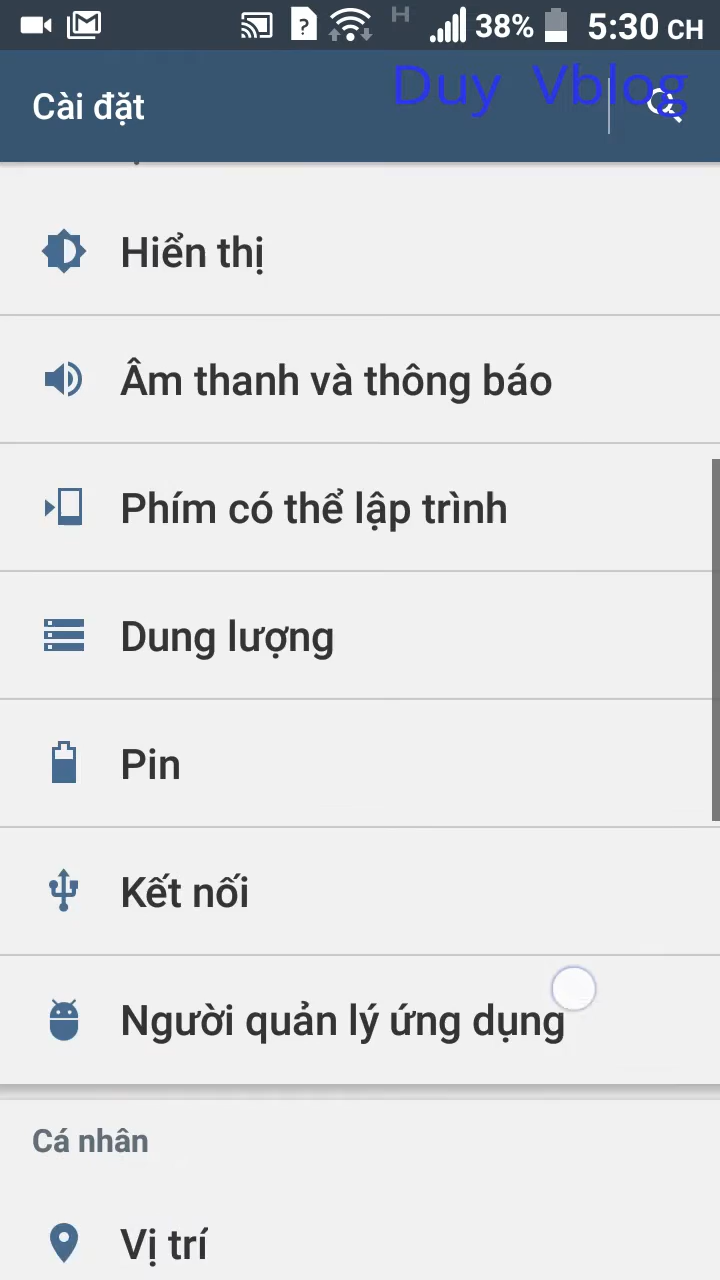 H 38% 5:30 CH
Cài đặt
Duy Vblog
Hiển thị
Âm thanh và thông báo
Phím có thể lập trình
Dung lượng
Pin
Kết nối
Người quản lý ứng dụng
Cá nhân
Vị trí